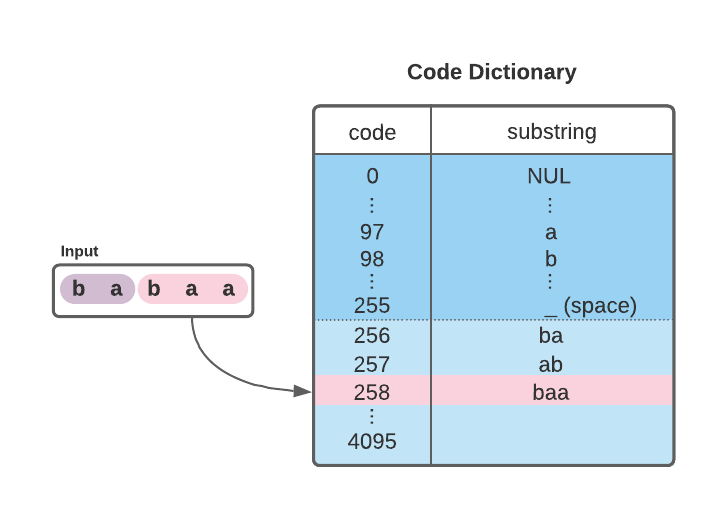 Code Dictionary
code substring
0 NUL
⋮ ⋮
97 a
98 b
⋮ ⋮
255 _ (space)
256 ba
257 ab
258 baa
⋮
4095
Input
b a b a a